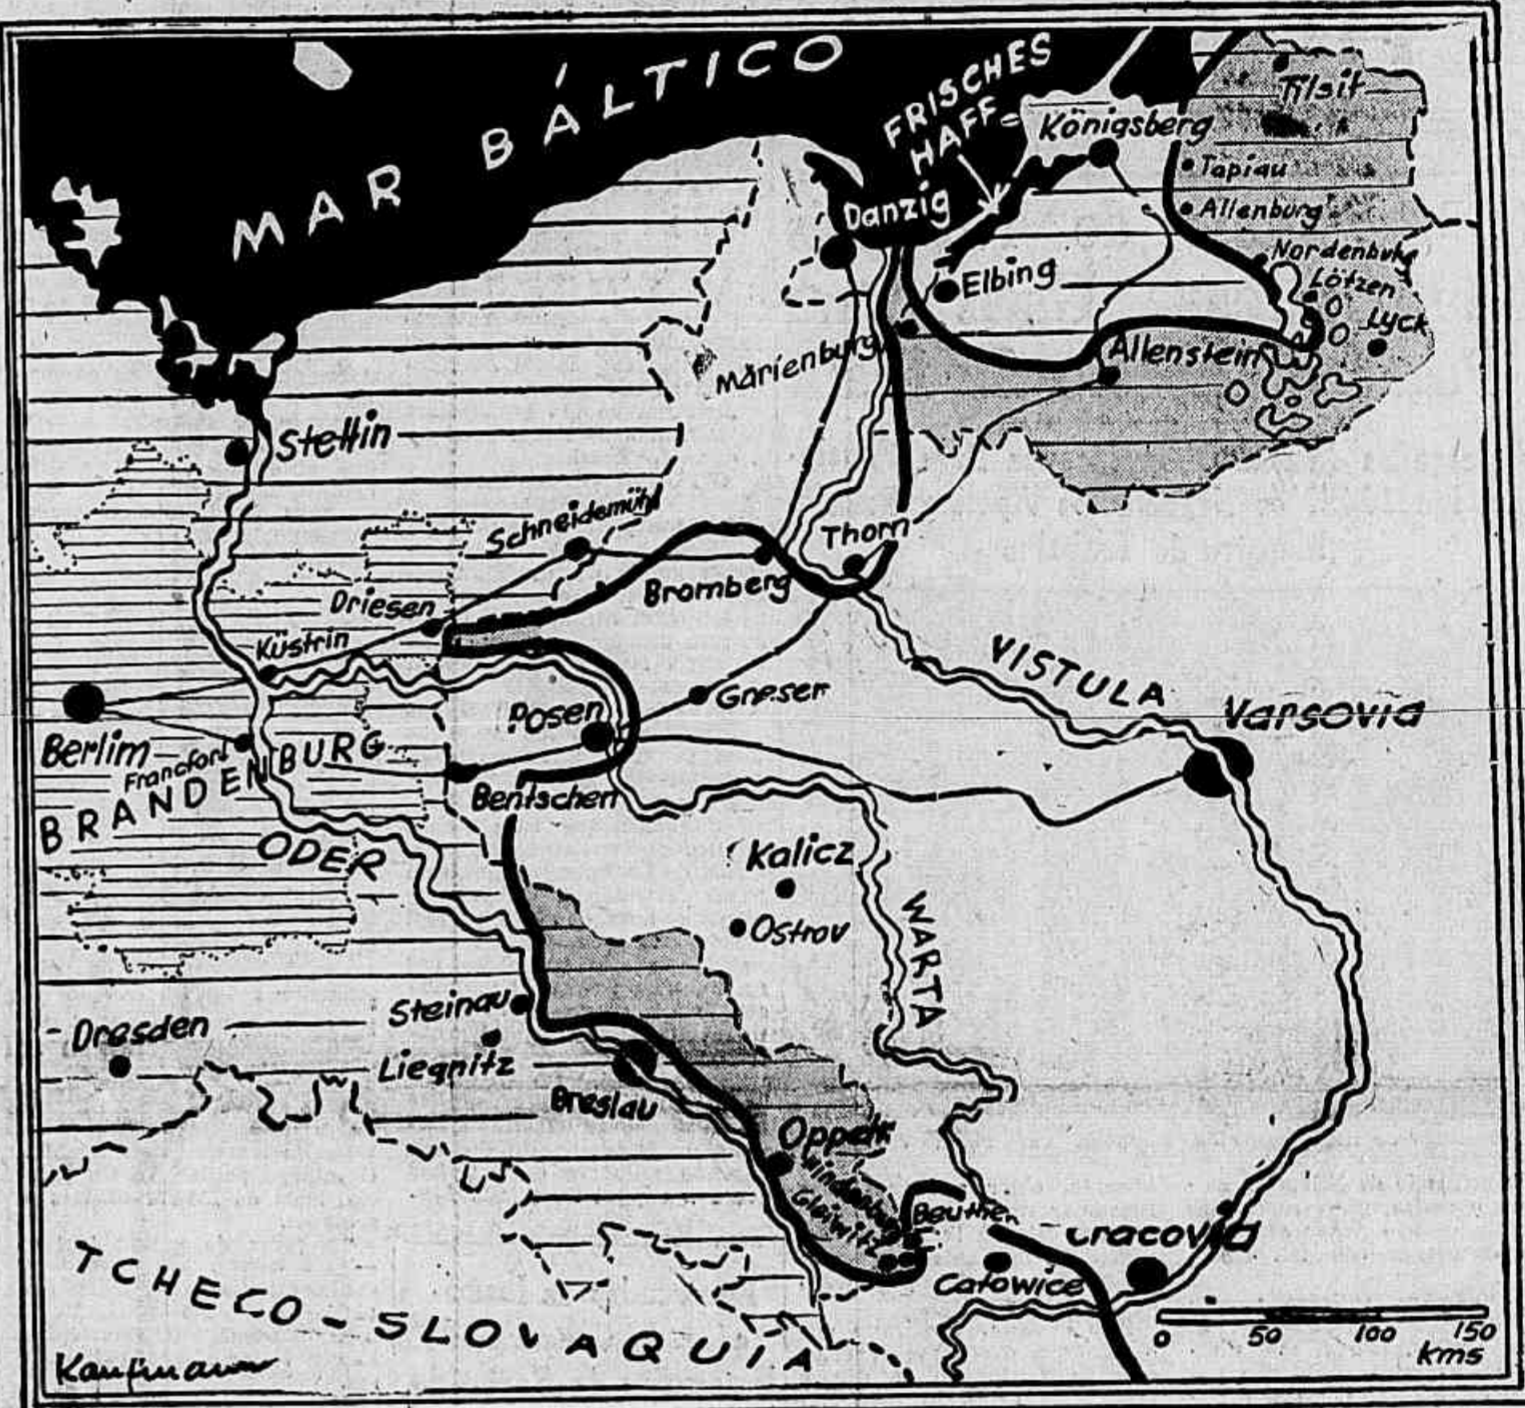 MAR BÁLTICO
FRISCHES
HAFF
Königsberg
Tilsit
Tapiau
Allenburg
Nordenburg
Lötzen
Lyck
Danzig
Elbing
Marienburg
Allenstein
Stettin
Schneidemühl
Thorn
Bromberg
Driesen
Küstrin
VISTULA
Varsovia
Gnesen
Posen
Berlim
Francfort
BRANDENBURG
Bentschen
ODER
Kalicz
Ostrov
WARTA
Steinau
Dresden
Liegnitz
Breslau
Oppeln
Hindenburg
Gleiwitz
Beuthen
Cracovia
Catowice
TCHECO-SLOVAQUIA
0 50 100 150
kms
Kaufmann